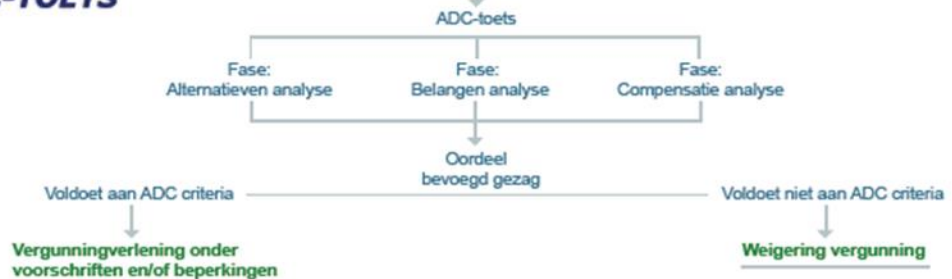 -TOETS
ADC-toets
Fase:
Alternatieven analyse
Fase:
Belangen analyse
Fase:
Compensatie analyse
Oordeel
bevoegd gezag
Voldoet aan ADC criteria
Voldoet niet aan ADC criteria
Vergunningverlening onder
voorschriften en/of beperkingen
Weigering vergunning